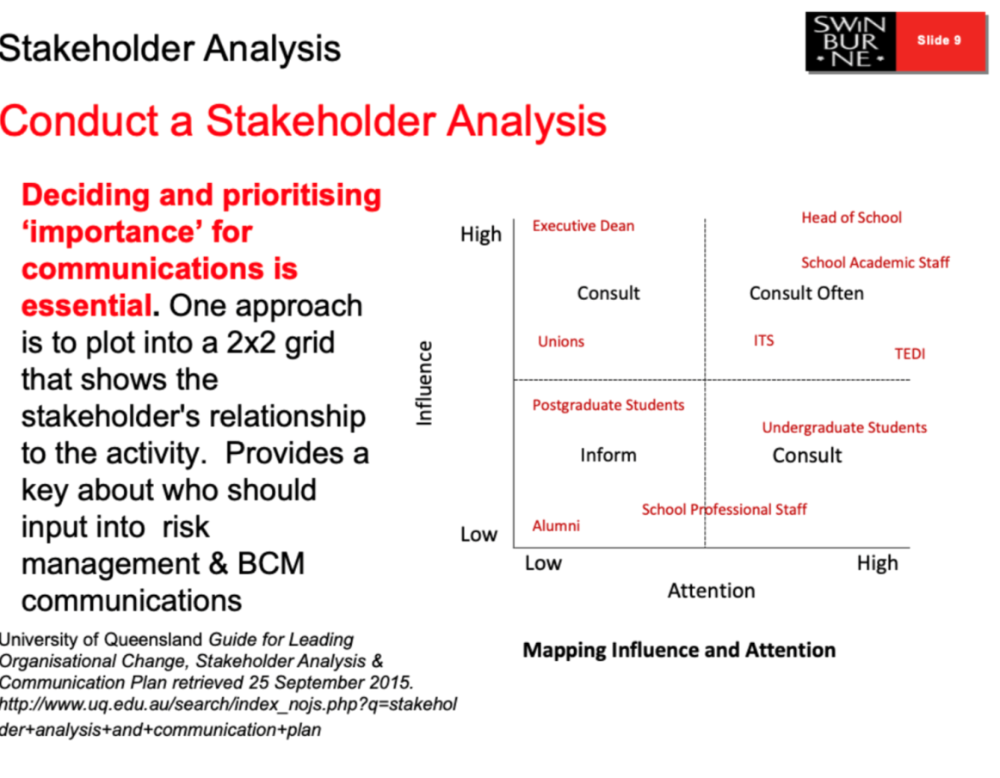 Stakeholder Analysis
SWiN
BUR
* NE *
Slide 9
Conduct a Stakeholder Analysis
Deciding and prioritising
‘importance’ for
communications is
essential. One approach
is to plot into a 2x2 grid
that shows the
stakeholder's relationship
to the activity.  Provides a
key about who should
input into  risk
management & BCM
communications
University of Queensland Guide for Leading
Organisational Change, Stakeholder Analysis &
Communication Plan retrieved 25 September 2015.
http://www.uq.edu.au/search/index_nojs.php?q=stakehol
der+analysis+and+communication+plan
High
Executive Dean
Head of School
School Academic Staff
Consult
Consult Often
Unions
ITS
TEDI
Influence
Postgraduate Students
Undergraduate Students
Inform
Consult
School Professional Staff
Alumni
Low
Low
High
Attention
Mapping Influence and Attention